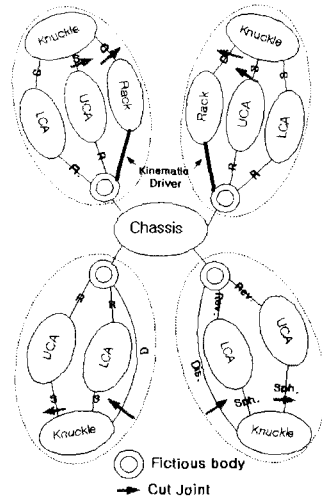 Knuckle
S
S
D
LCA
UCA
Rack
R
R
Knuckle
D
S
S
Rack
UCA
LCA
R
R
Kinematic
Driver
Chassis
R
R
UCA
LCA
D
S
S
Knuckle
Rev.
Rev.
UCA
LCA
Dis.
Sph.
Sph.
Knuckle
Fictious body
Cut Joint